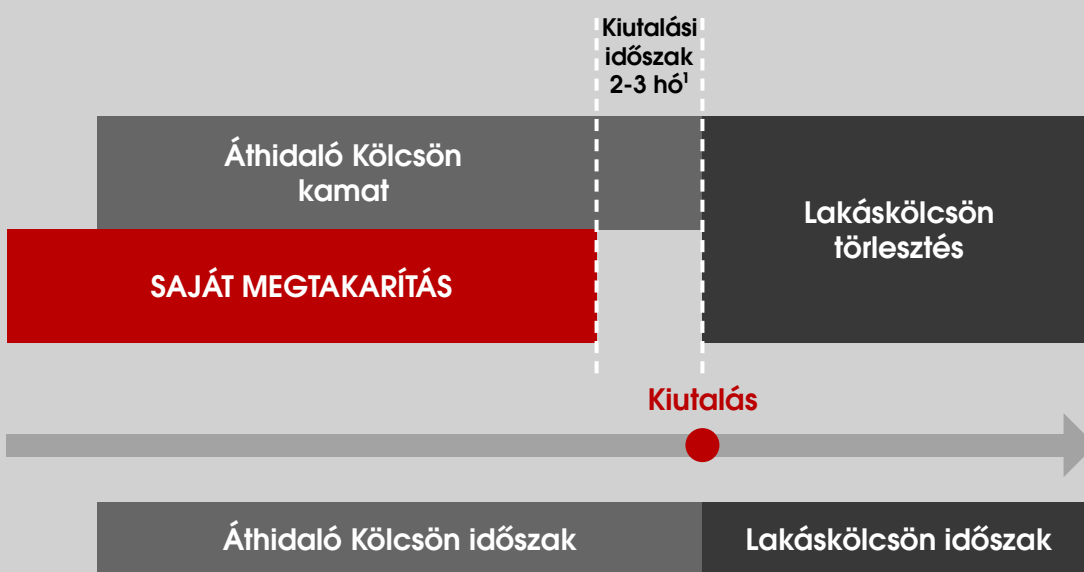 Kiutalási
időszak
2-3 hó¹
Áthidaló Kölcsön
kamat
Lakáskölcsön
törlesztés
SAJÁT MEGTAKARÍTÁS
Kiutalás
Áthidaló Kölcsön időszak
Lakáskölcsön időszak